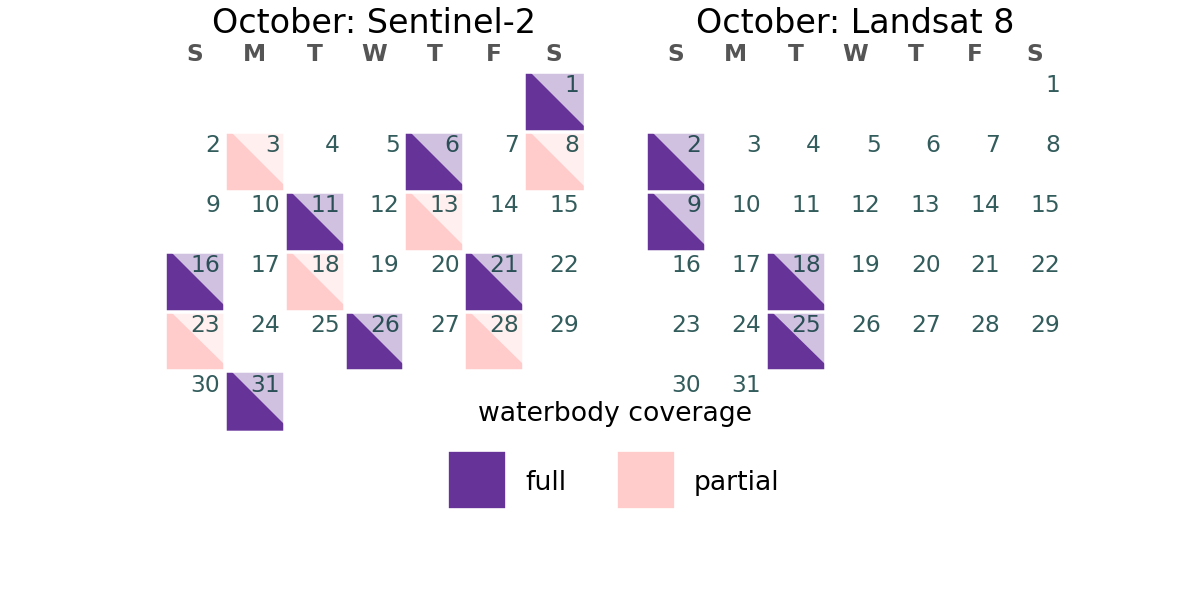 October: Sentinel-2
S M T W T F S
1
2 3 4 5 6 7 8
9 10 11 12 13 14 15
16 17 18 19 20 21 22
23 24 25 26 27 28 29
30 31
October: Landsat 8
S M T W T F S
1
2 3 4 5 6 7 8
9 10 11 12 13 14 15
16 17 18 19 20 21 22
23 24 25 26 27 28 29
30 31
waterbody coverage
full partial